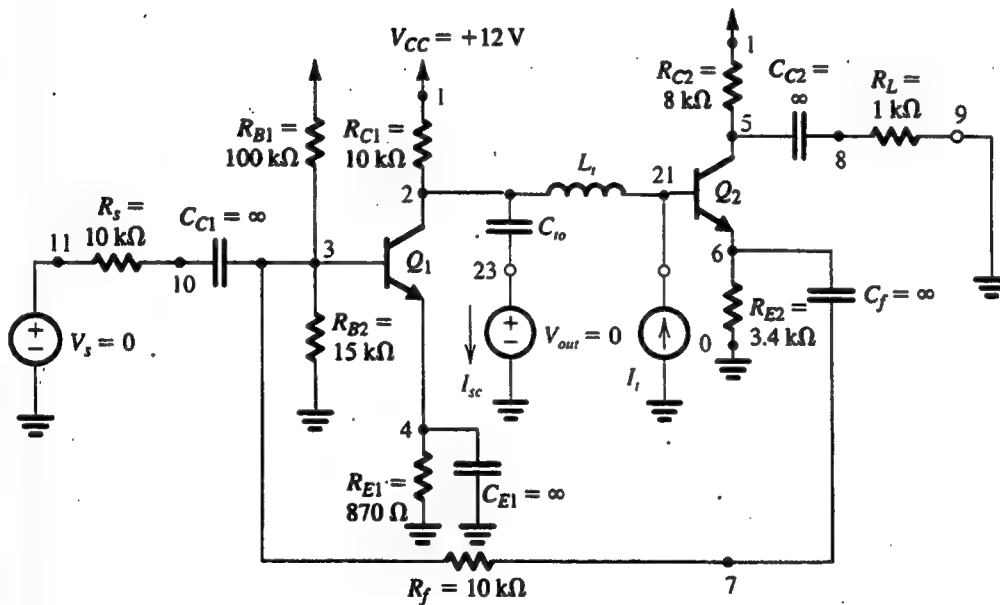 V_CC = +12 V
1
1
R_C2 =
8 kΩ
C_C2 =
∞
R_L =
1 kΩ
9
R_B1 =
100 kΩ
R_C1 =
10 kΩ
5
8
2
L_t
21
Q_2
R_s =
10 kΩ
C_C1 = ∞
C_to
11
10
3
Q_1
23
6
R_B2 =
15 kΩ
+
−
V_s = 0
+
−
V_out = 0
I_sc
I_t
0
R_E2 =
3.4 kΩ
C_f = ∞
4
R_E1 =
870 Ω
C_E1 = ∞
R_f = 10 kΩ
7